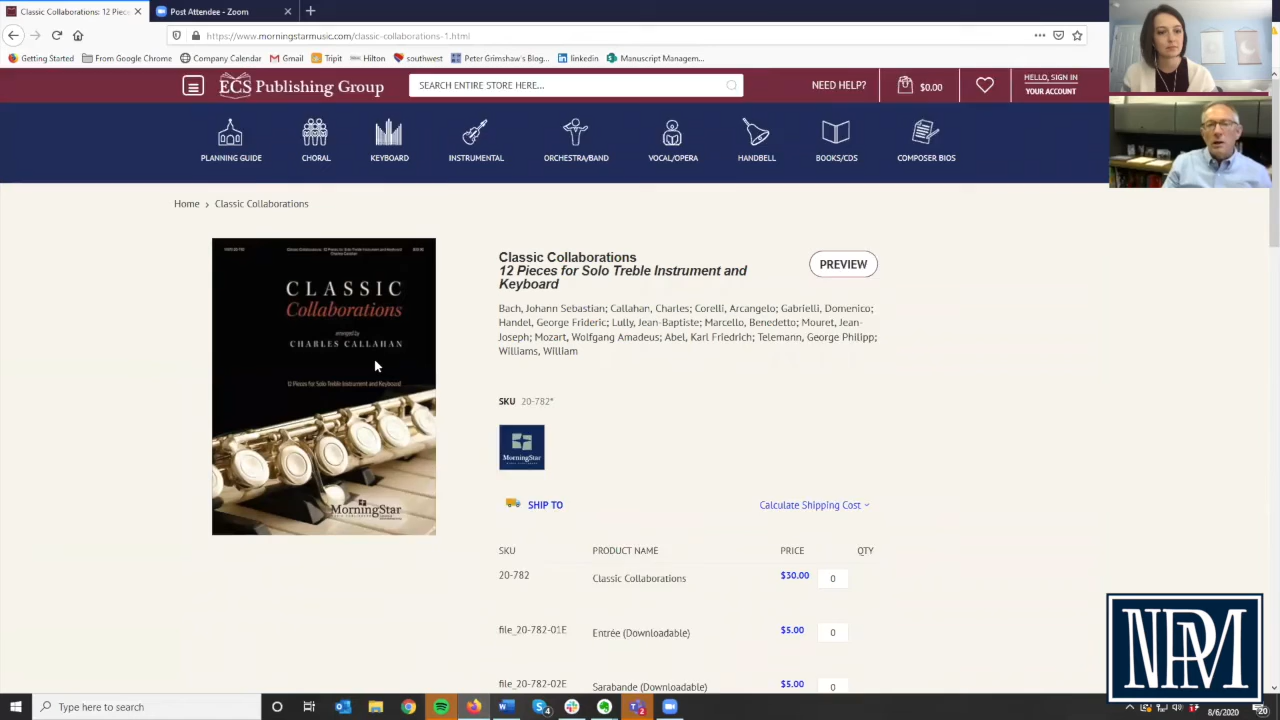 Classic Collaborations: 12 Piec
Post Attendee - Zoom
https://www.morningstarmusic.com/classic-collaborations-1.html
Getting Started
From Google Chrome
Company Calendar
Gmail
Tripit
Hilton
southwest
Peter Grimshaw's Blog...
linkedin
Manuscript Managem...
ECS Publishing Group
SEARCH ENTIRE STORE HERE...
NEED HELP?
$0.00
HELLO, SIGN IN
YOUR ACCOUNT
PLANNING GUIDE
CHORAL
KEYBOARD
INSTRUMENTAL
ORCHESTRA/BAND
VOCAL/OPERA
HANDBELL
BOOKS/CDS
COMPOSER BIOS
Home › Classic Collaborations
CLASSIC
Collaborations
arranged by
CHARLES CALLAHAN
12 Pieces for Solo Treble Instrument and Keyboard
MorningStar
Classic Collaborations
12 Pieces for Solo Treble Instrument and
Keyboard
PREVIEW
Bach, Johann Sebastian; Callahan, Charles; Corelli, Arcangelo; Gabrielli, Domenico;
Handel, George Frideric; Lully, Jean-Baptiste; Marcello, Benedetto; Mouret, Jean-
Joseph; Mozart, Wolfgang Amadeus; Abel, Karl Friedrich; Telemann, George Philipp;
Williams, William
SKU 20-782*
MorningStar
SHIP TO
Calculate Shipping Cost
SKU PRODUCT NAME PRICE QTY
20-782 Classic Collaborations $30.00 0
file_20-782-01E Entrée (Downloadable) $5.00 0
file_20-782-02E Sarabande (Downloadable) $5.00 0
NPM
Type here to search
4
2
8/6/2020
20